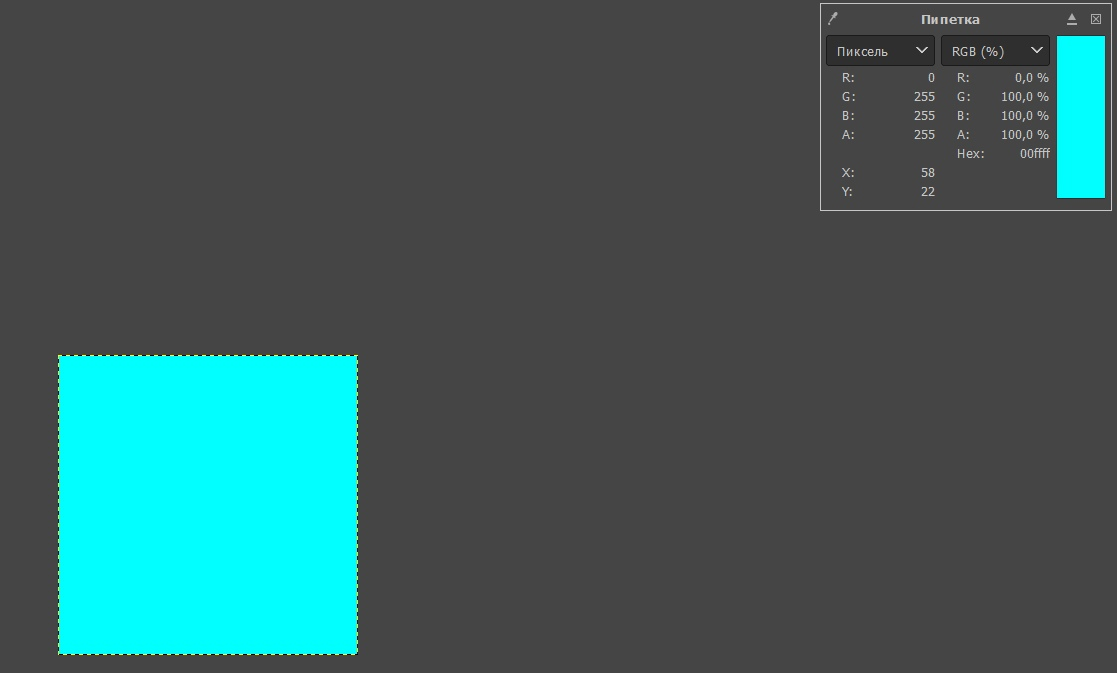 Пипетка
Пиксель RGB (%)
R: 0 R: 0,0 %
G: 255 G: 100,0 %
B: 255 B: 100,0 %
A: 255 A: 100,0 %
Hex: 00ffff
X: 58
Y: 22